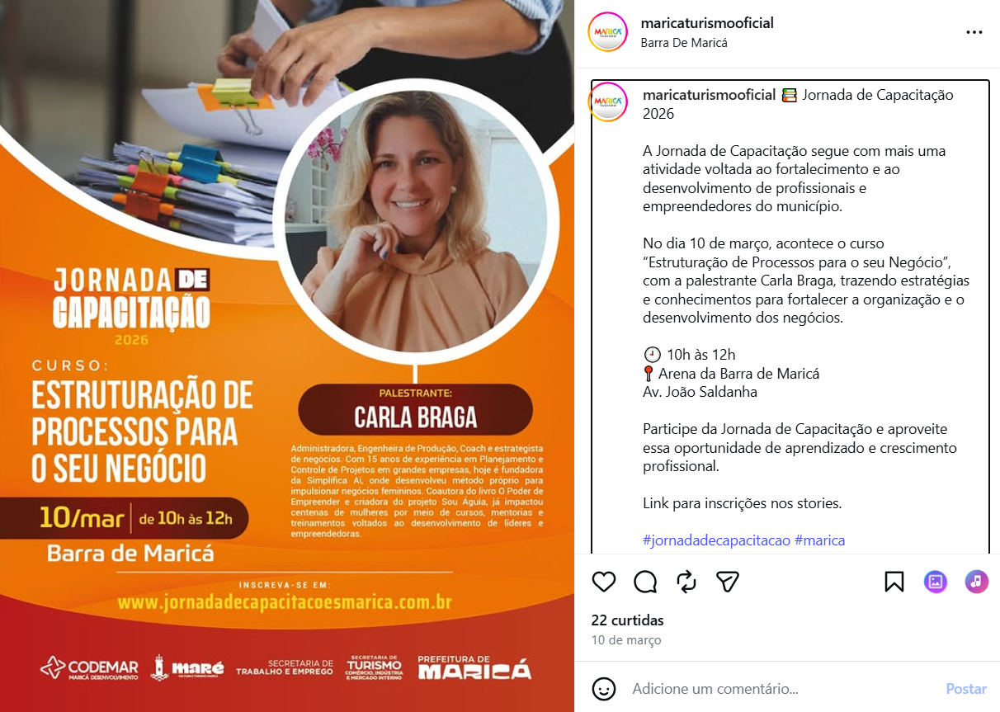 JORNADA DE
CAPACITAÇÃO
2026
CURSO:
ESTRUTURAÇÃO DE
PROCESSOS PARA
O SEU NEGÓCIO
10/mar de 10h às 12h
Barra de Maricá
PALESTRANTE:
CARLA BRAGA
Administradora, Engenheira de Produção, Coach e estrategista
de negócios. Com 15 anos de experiência em Planejamento e
Controle de Projetos em grandes empresas, hoje é fundadora
da Simplifica Aí, onde desenvolveu método próprio para
impulsionar negócios femininos. Coautora do livro O Poder de
Empreender e criadora do projeto Sou Águia, já impactou
centenas de mulheres por meio de cursos, mentorias e
treinamentos voltados ao desenvolvimento de líderes e
empreendedoras.
INSCREVA-SE EM:
www.jornadadecapacitacoesmarica.com.br
CODEMAR
MARICÁ DESENVOLVIMENTO
maré
SECRETARIA DE
TRABALHO E EMPREGO
SECRETARIA DE
TURISMO
COMÉRCIO, INDÚSTRIA
E MERCADO INTERNO
PREFEITURA DE
MARICÁ
MARICÁ
TURISMO
maricaturismooficial
Barra De Maricá
MARICÁ
TURISMO
maricaturismooficial 📚 Jornada de Capacitação
2026
A Jornada de Capacitação segue com mais uma
atividade voltada ao fortalecimento e ao
desenvolvimento de profissionais e
empreendedores do município.
No dia 10 de março, acontece o curso
“Estruturação de Processos para o seu Negócio”,
com a palestrante Carla Braga, trazendo estratégias
e conhecimentos para fortalecer a organização e o
desenvolvimento dos negócios.
🕘 10h às 12h
📍 Arena da Barra de Maricá
Av. João Saldanha
Participe da Jornada de Capacitação e aproveite
essa oportunidade de aprendizado e crescimento
profissional.
Link para inscrições nos stories.
#jornadadecapacitacao #marica
22 curtidas
10 de março
Adicione um comentário...
Postar